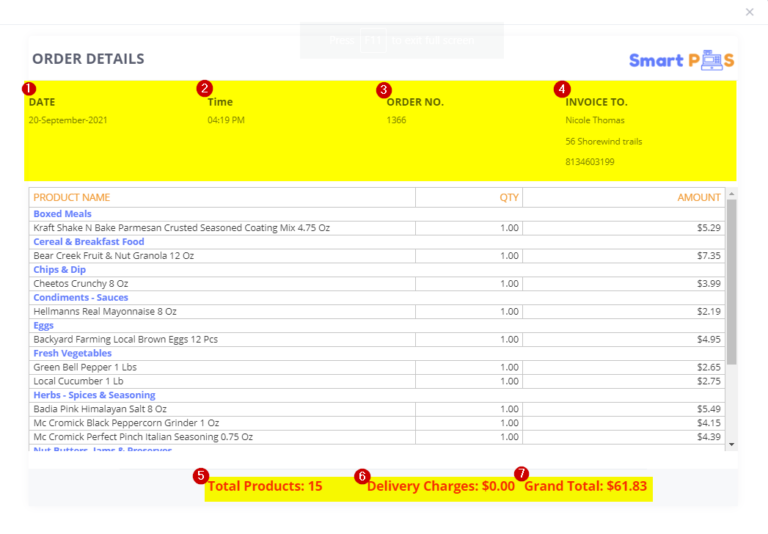 ×
ORDER DETAILS
Smart POS
1 2 3 4
DATE Time ORDER NO. INVOICE TO.
20-September-2021 04:19 PM 1366 Nicole Thomas
56 Shorewind trails
8134603199
PRODUCT NAME QTY AMOUNT
Boxed Meals
Kraft Shake N Bake Parmesan Crusted Seasoned Coating Mix 4.75 Oz 1.00 $5.29
Cereal & Breakfast Food
Bear Creek Fruit & Nut Granola 12 Oz 1.00 $7.35
Chips & Dip
Cheetos Crunchy 8 Oz 1.00 $3.99
Condiments - Sauces
Hellmanns Real Mayonnaise 8 Oz 1.00 $2.19
Eggs
Backyard Farming Local Brown Eggs 12 Pcs 1.00 $4.95
Fresh Vegetables
Green Bell Pepper 1 Lbs 1.00 $2.65
Local Cucumber 1 Lb 1.00 $2.75
Herbs - Spices & Seasoning
Badia Pink Himalayan Salt 8 Oz 1.00 $5.49
Mc Cromick Black Peppercorn Grinder 1 Oz 1.00 $4.15
Mc Cromick Perfect Pinch Italian Seasoning 0.75 Oz 1.00 $4.39
Nut Butters, Jams & Preserves
5 6 7
Total Products: 15 Delivery Charges: $0.00 Grand Total: $61.83